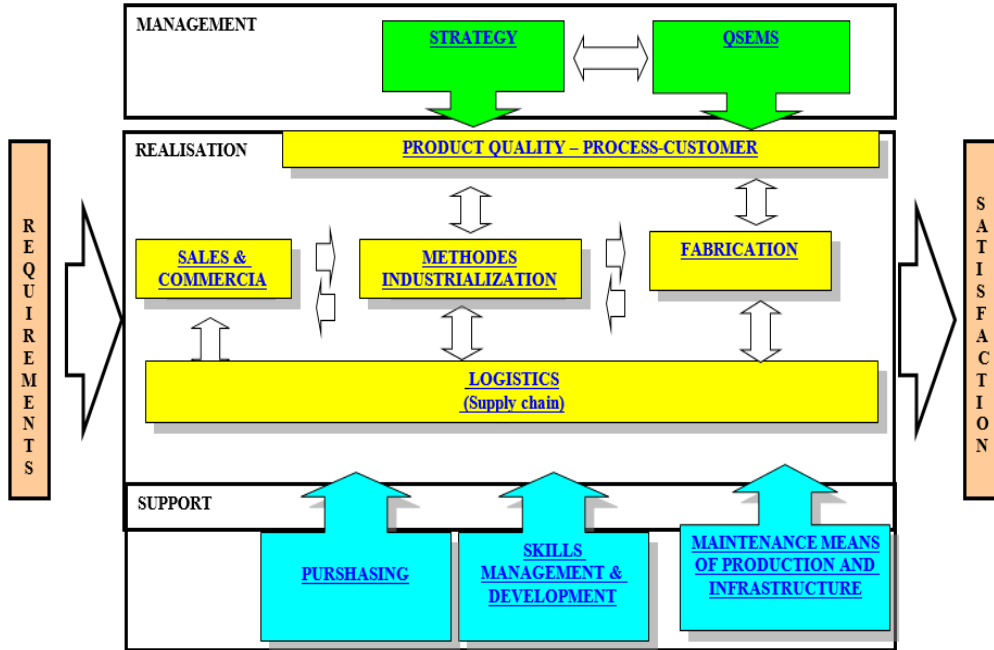 MANAGEMENT
STRATEGY
QSEMS
REALISATION
PRODUCT QUALITY – PROCESS-CUSTOMER
REQUIREMENTS
SALES &
COMMERCIA
METHODES
INDUSTRIALIZATION
FABRICATION
SATISFACTION
LOGISTICS
(Supply chain)
SUPPORT
PURSHASING
SKILLS
MANAGEMENT &
DEVELOPMENT
MAINTENANCE MEANS
OF PRODUCTION AND
INFRASTRUCTURE